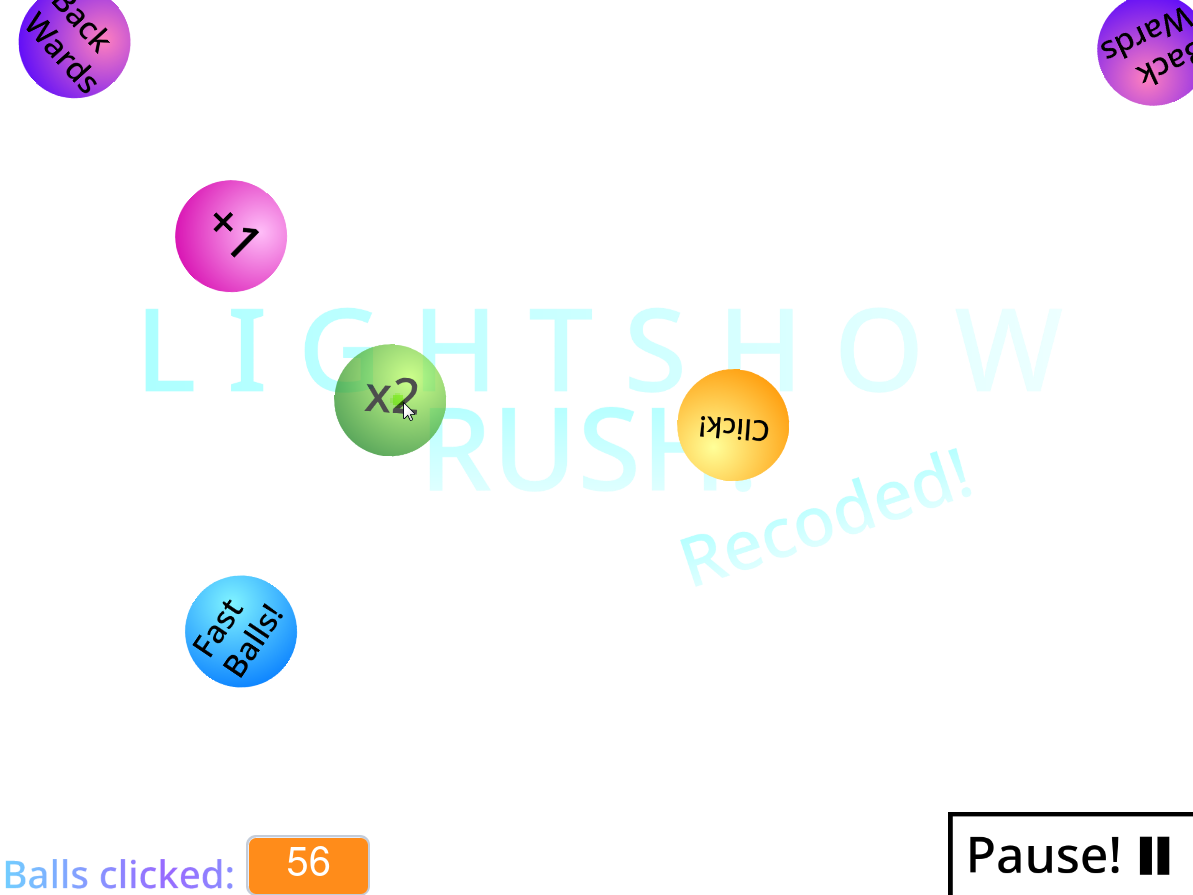 Back
Wards
Back
Wards
+1
LIGHTSHOW
x2
RUSH!
Click!
Recoded!
Fast
Balls!
Balls clicked: 56
Pause!